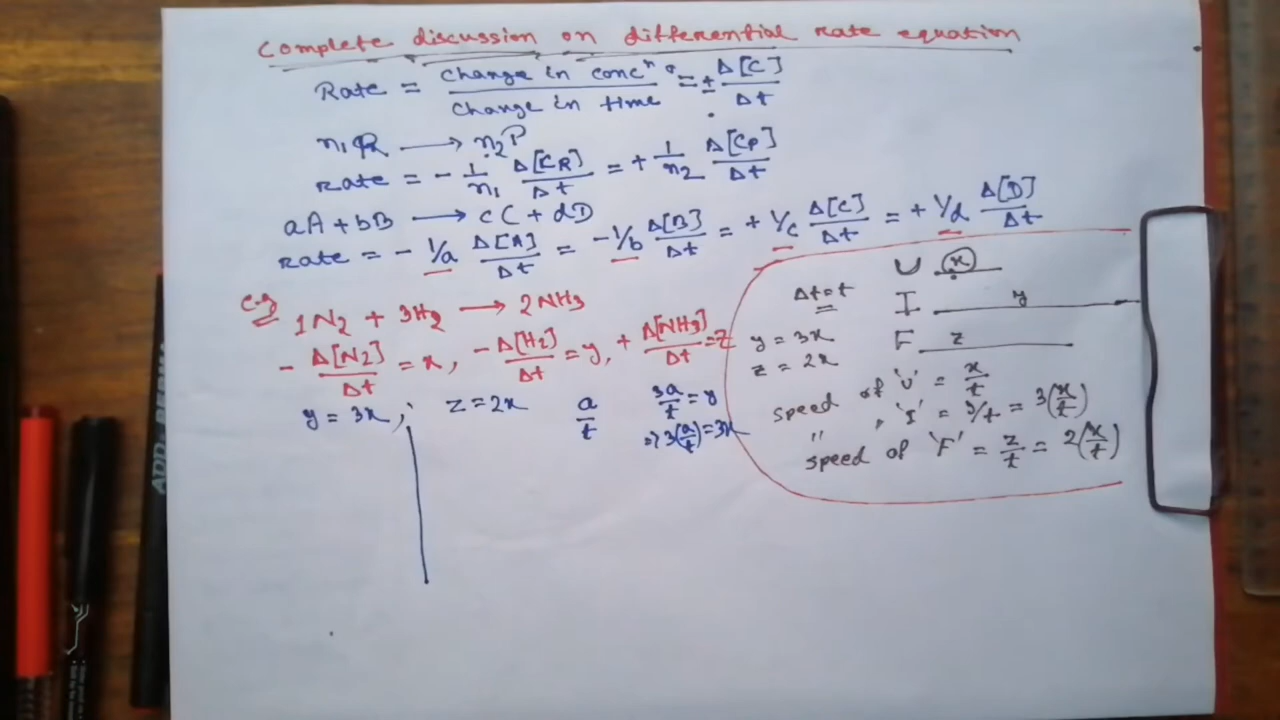 Complete discussion on differential rate equation
Rate = Change in concⁿ / Change in time = ± Δ[C]/Δt
n₁R → n₂P
rate = - 1/n₁ Δ[CR]/Δt = + 1/n₂ Δ[CP]/Δt
aA + bB → cC + dD
rate = - 1/a Δ[A]/Δt = - 1/b Δ[B]/Δt = + 1/c Δ[C]/Δt = + 1/d Δ[D]/Δt
e.g
1N₂ + 3H₂ → 2NH₃
- Δ[N₂]/Δt = x, - Δ[H₂]/Δt = y, + Δ[NH₃]/Δt = z
y = 3x, z = 2x
a/t
3a/t = y
⇒ 3(a/t) = 3x
U x
Δt = t
I y
F z
y = 3x
z = 2x
speed of 'U' = x/t
" " 'I' = y/t = 3(x/t)
speed of 'F' = z/t = 2(x/t)